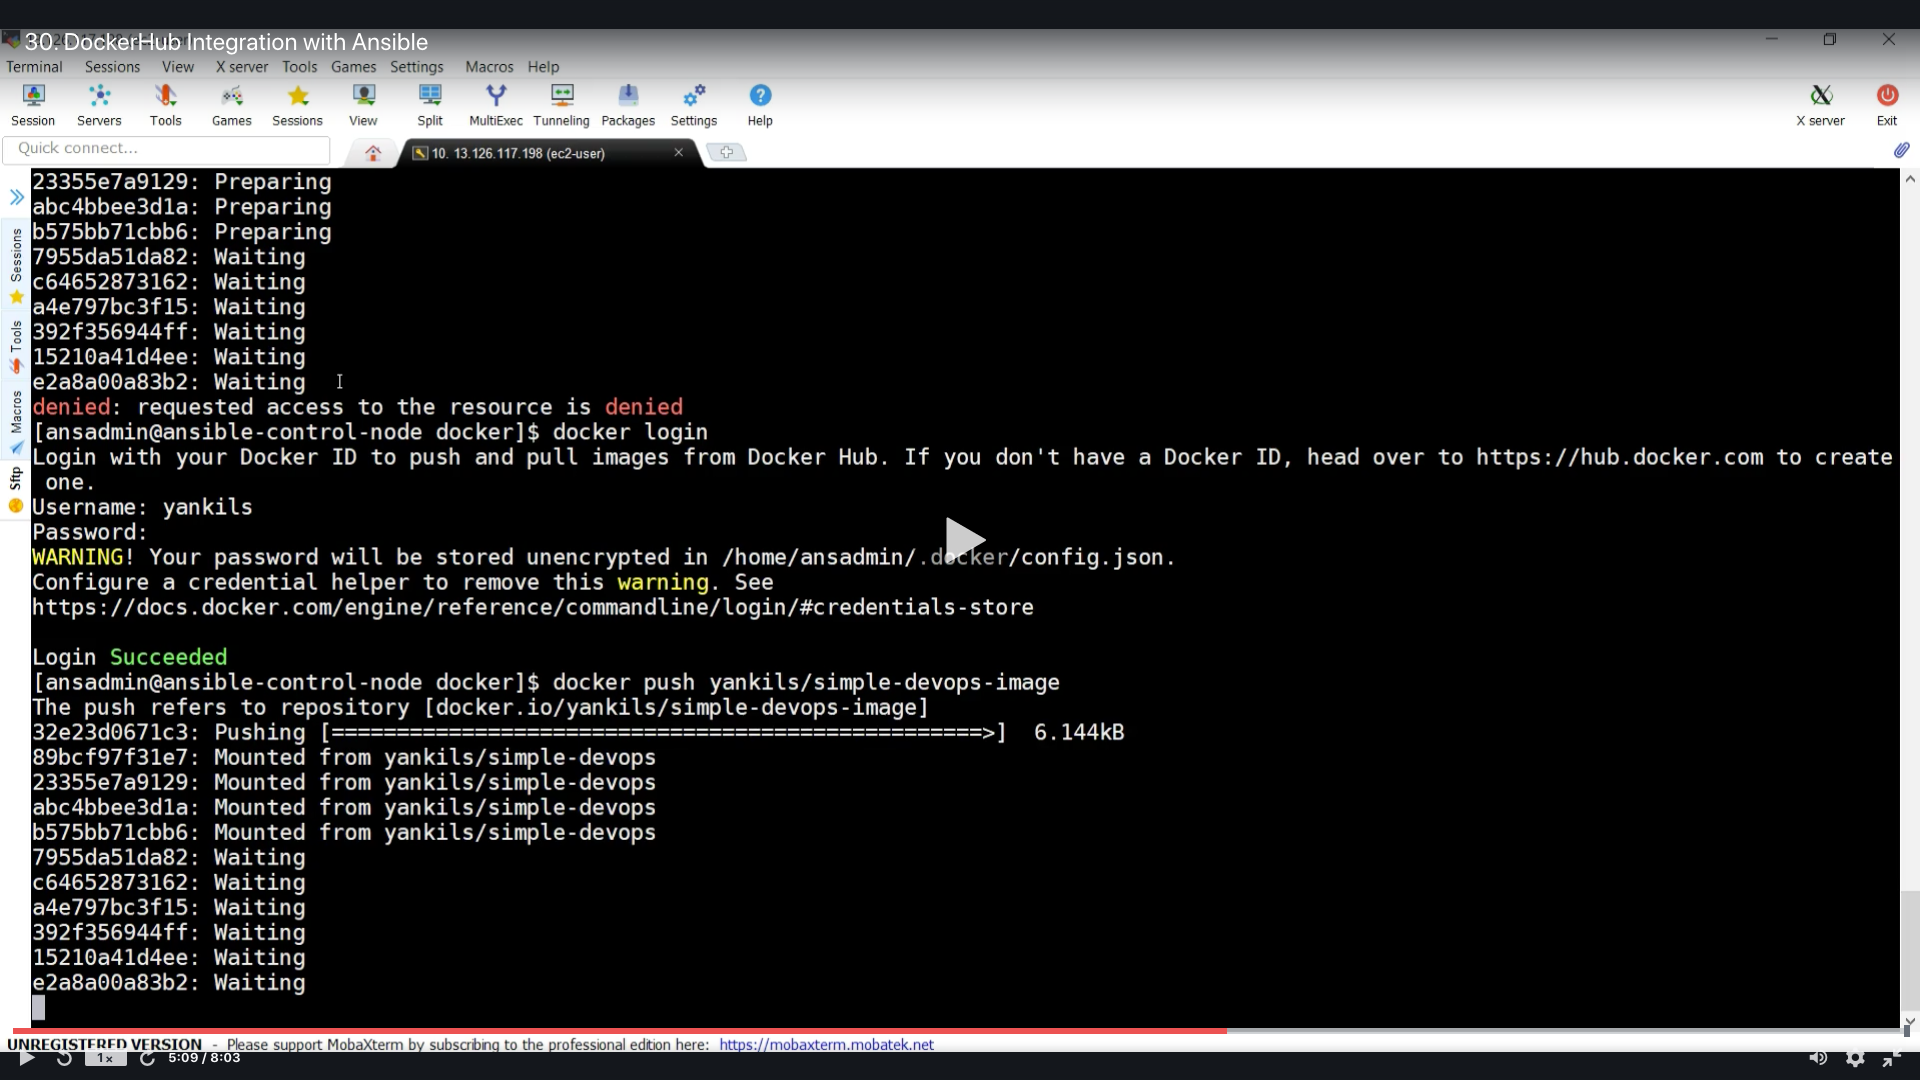 30. DockerHub Integration with Ansible
Terminal Sessions View X server Tools Games Settings Macros Help
Session Servers Tools Games Sessions View Split MultiExec Tunneling Packages Settings Help X server Exit
Quick connect...
10. 13.126.117.198 (ec2-user)
Sessions
Tools
Macros
Sftp
23355e7a9129: Preparing
abc4bbee3d1a: Preparing
b575bb71cbb6: Preparing
7955da51da82: Waiting
c64652873162: Waiting
a4e797bc3f15: Waiting
392f356944ff: Waiting
15210a41d4ee: Waiting
e2a8a00a83b2: Waiting
denied: requested access to the resource is denied
[ansadmin@ansible-control-node docker]$ docker login
Login with your Docker ID to push and pull images from Docker Hub. If you don't have a Docker ID, head over to https://hub.docker.com to create
one.
Username: yankils
Password:
WARNING! Your password will be stored unencrypted in /home/ansadmin/.docker/config.json.
Configure a credential helper to remove this warning. See
https://docs.docker.com/engine/reference/commandline/login/#credentials-store
Login Succeeded
[ansadmin@ansible-control-node docker]$ docker push yankils/simple-devops-image
The push refers to repository [docker.io/yankils/simple-devops-image]
32e23d0671c3: Pushing [==================================================>] 6.144kB
89bcf97f31e7: Mounted from yankils/simple-devops
23355e7a9129: Mounted from yankils/simple-devops
abc4bbee3d1a: Mounted from yankils/simple-devops
b575bb71cbb6: Mounted from yankils/simple-devops
7955da51da82: Waiting
c64652873162: Waiting
a4e797bc3f15: Waiting
392f356944ff: Waiting
15210a41d4ee: Waiting
e2a8a00a83b2: Waiting
UNREGISTERED VERSION - Please support MobaXterm by subscribing to the professional edition here: https://mobaxterm.mobatek.net
1x 5:09 / 8:03